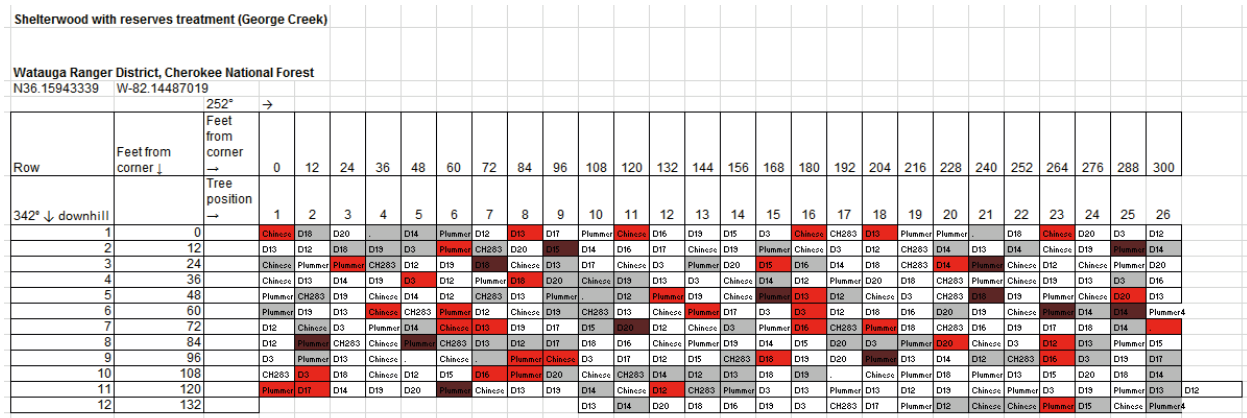 Shelterwood with reserves treatment (George Creek)
Watauga Ranger District, Cherokee National Forest
N36.15943339 W-82.14487019
252° →
Row Feet from corner ↓ Feet from corner → 0 12 24 36 48 60 72 84 96 108 120 132 144 156 168 180 192 204 216 228 240 252 264 276 288 300
342° ↓ downhill Tree position → 1 2 3 4 5 6 7 8 9 10 11 12 13 14 15 16 17 18 19 20 21 22 23 24 25 26
1 0 Chinese D18 D20 . D14 Plummer D12 D13 D17 Plummer Chinese D16 D19 D15 D3 Chinese CH283 D13 Plummer Plummer . D18 Chinese D20 D3 D12
2 12 D13 D12 D18 D19 D3 Plummer CH283 D20 D15 D14 D16 D17 Chinese D19 Plummer Chinese D3 D12 CH283 D20 D13 D14 Chinese D19 Plummer D14
3 24 Chinese Plummer Plummer CH283 D12 D19 D18 Chinese D13 D17 Chinese D3 Plummer D20 D15 D16 D14 D18 CH283 D20 Plummer Chinese D12 Chinese Plummer D20
4 36 Chinese D13 D14 D19 D3 D12 Plummer D18 D20 Chinese D19 D13 D3 Chinese D14 D12 Plummer D20 D18 CH283 Plummer Chinese D19 D13 D3 D16
5 48 Plummer CH283 D19 Chinese D14 D12 CH283 D13 Plummer . D12 Plummer D19 Chinese Plummer D13 D12 Chinese D3 CH283 D18 D19 Plummer Chinese D20 D13
6 60 Plummer D19 D13 Chinese CH283 Plummer D12 Chinese D19 CH283 D13 D12 Chinese Plummer D17 D3 D3 D12 D18 D16 D20 D19 Chinese Plummer D14 D14 Plummer4
7 72 D12 Chinese D3 Plummer D14 Chinese D13 D19 D17 D15 D20 D12 Chinese D3 Plummer D16 CH283 Plummer D18 CH283 D16 D19 D17 D18 D14 .
8 84 D12 Plummer CH283 Chinese Plummer CH283 D13 D12 D17 D18 D16 Chinese Plummer D19 D14 D15 D20 D3 Plummer D20 Chinese D3 D12 D13 Plummer D15
9 96 D3 Plummer D13 Chinese . Chinese . Plummer Chinese D3 D17 D12 D15 CH283 D18 D19 D20 Plummer D13 D14 D12 CH283 D16 D3 D19 D17
10 108 CH283 D3 D18 Chinese D12 D15 D16 Plummer D20 Chinese CH283 D14 D12 D13 D18 D19 . Chinese Plummer D18 Plummer D13 D15 D20 D18 D14
11 120 Plummer D17 D14 D19 D20 Plummer Chinese D13 D19 D14 Chinese D12 CH283 Plummer D3 D13 Plummer D13 D12 D19 Chinese Plummer D3 D19 Plummer D13 D12
12 132 D13 D14 D20 D18 D16 D19 D3 CH283 D17 Plummer D12 Chinese Chinese Plummer D15 Chinese Plummer4